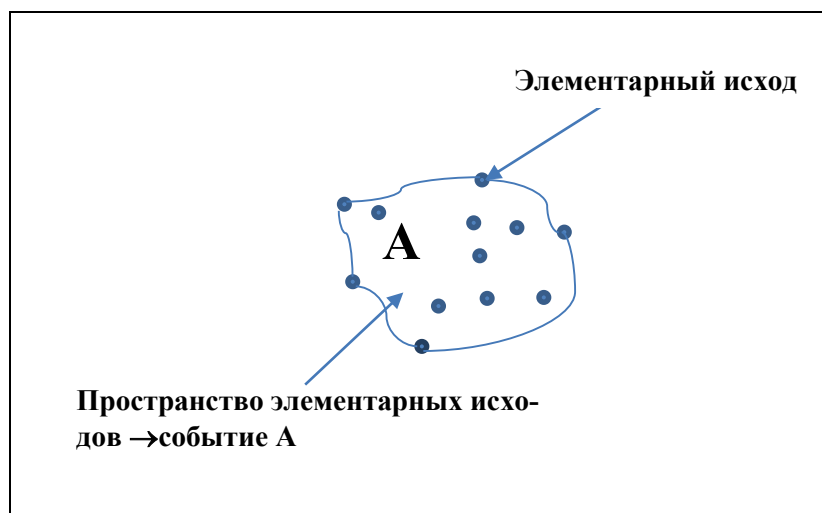 Элементарный исход
А
Пространство элементарных исхо-
дов →событие А